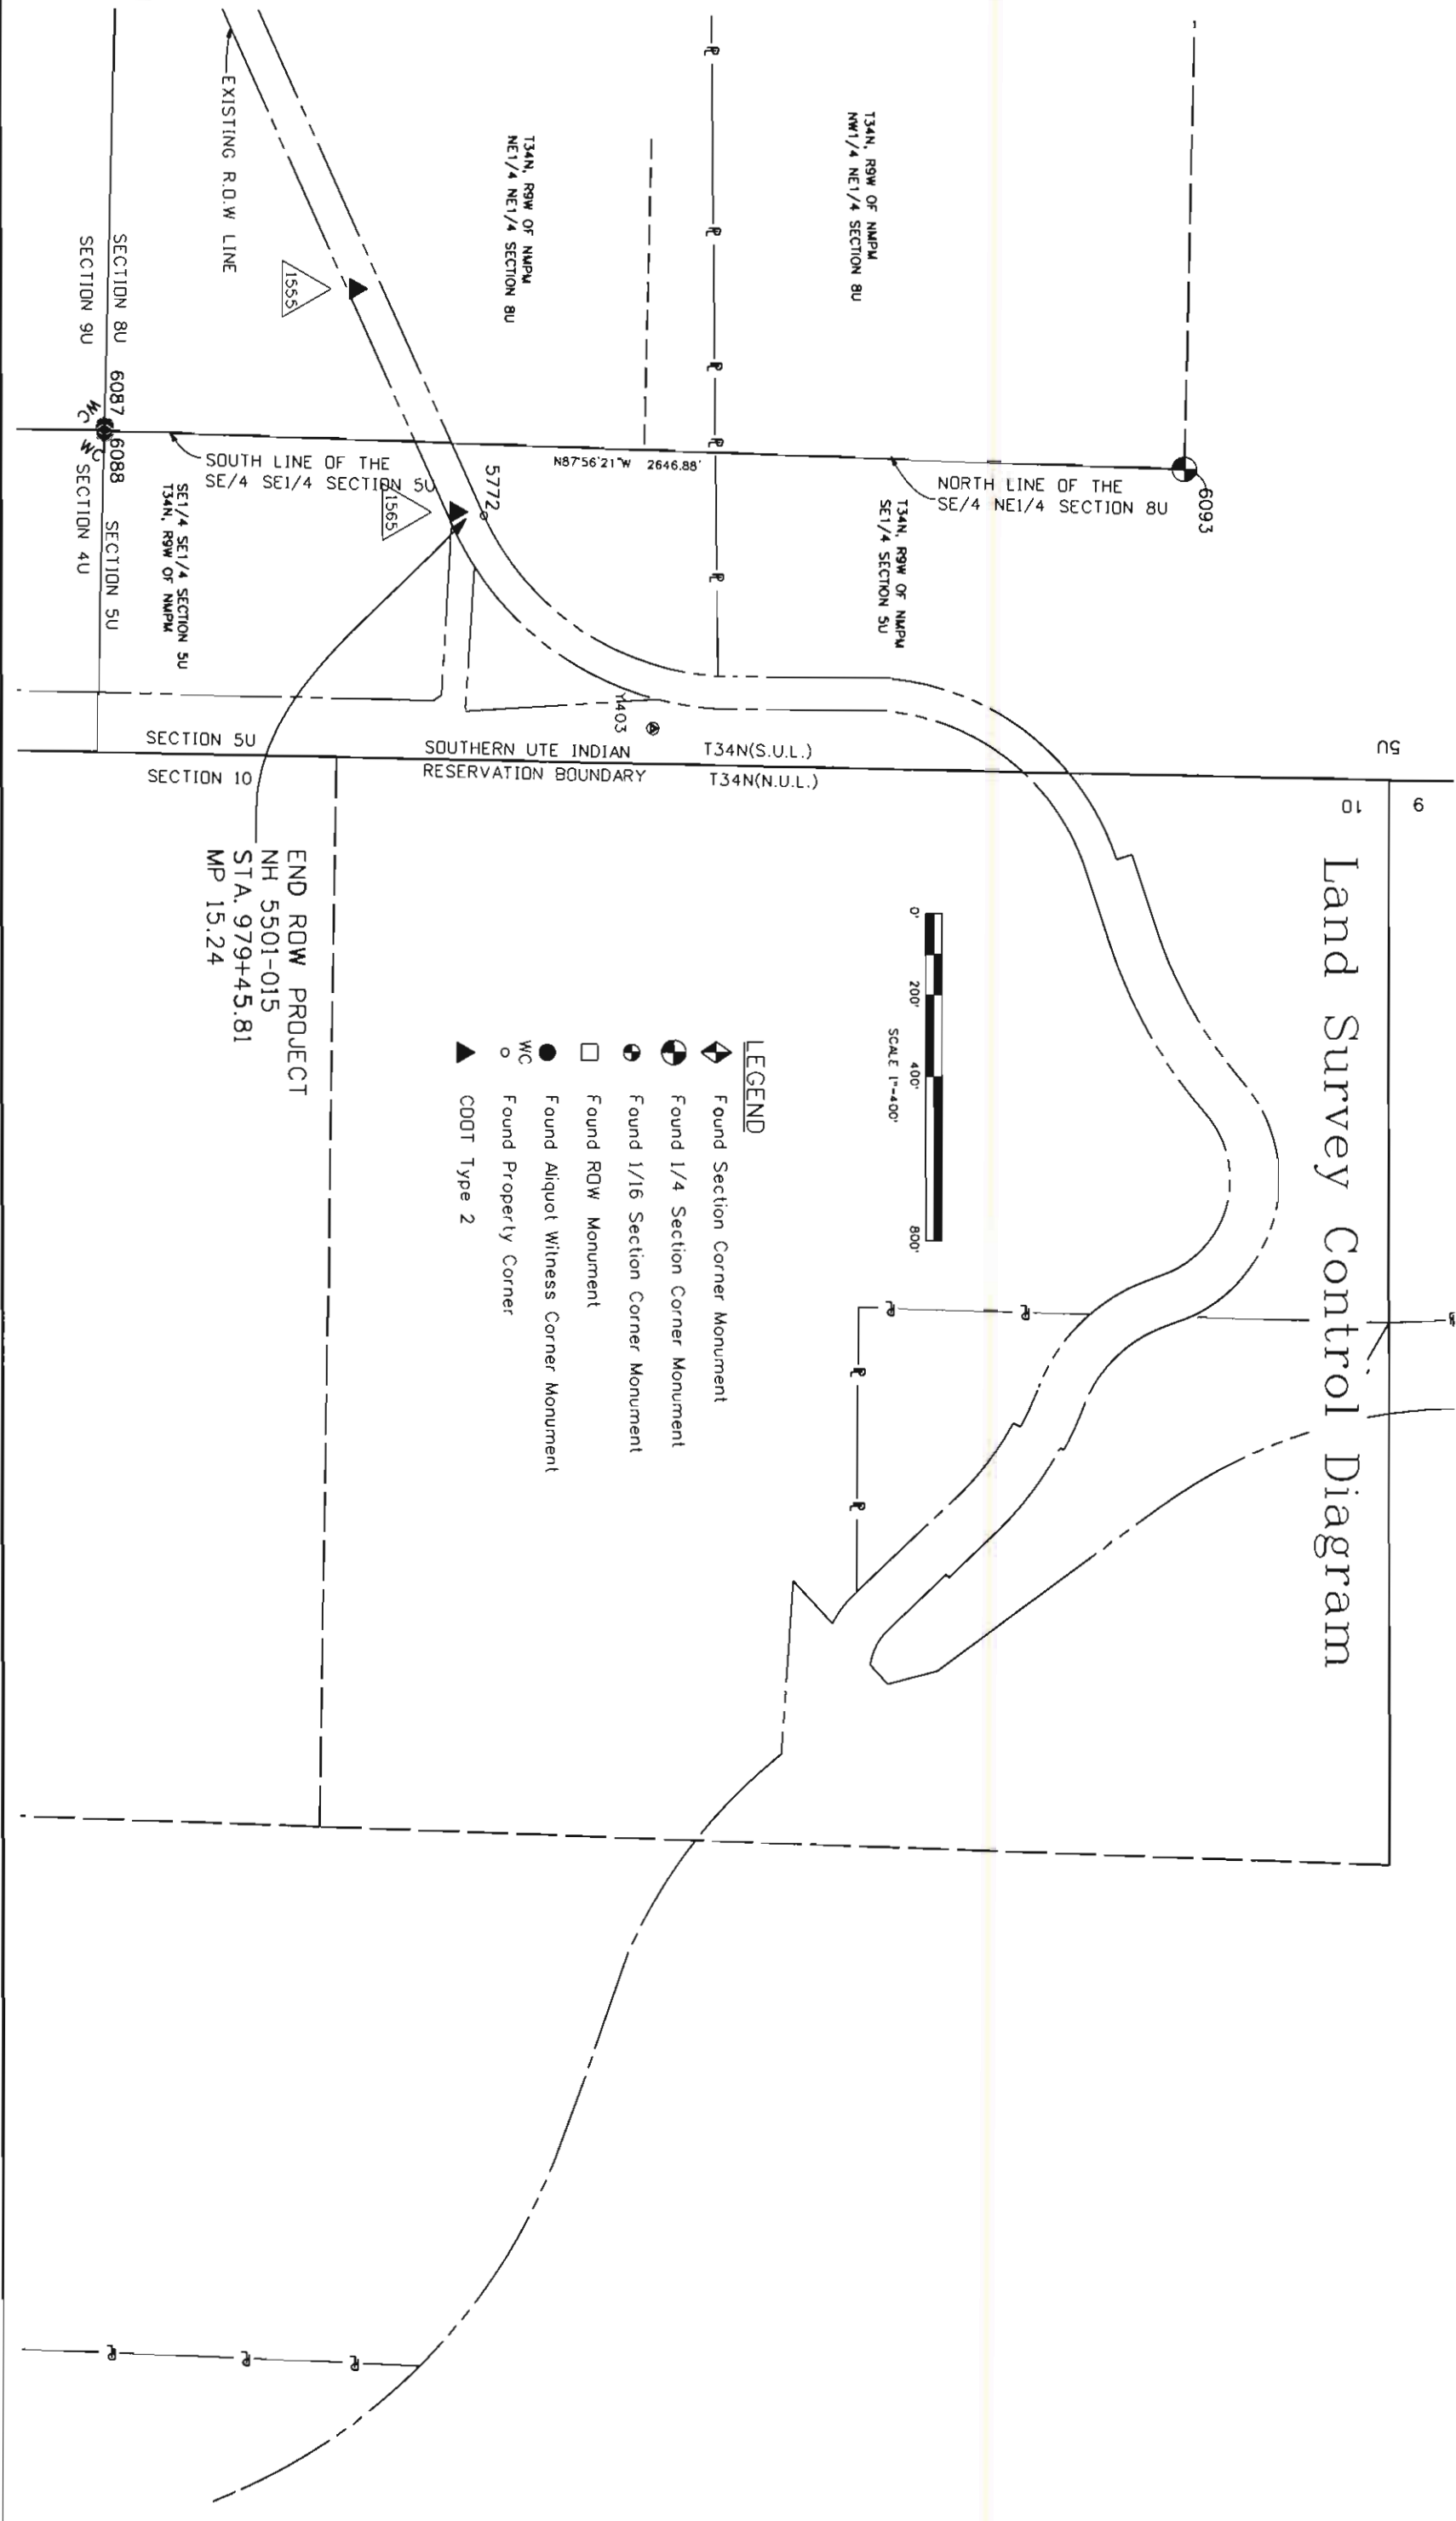 Land Survey Control Diagram
5U
10
9
6093
NORTH LINE OF THE
SE/4 NE1/4 SECTION 8U
T34N, R9W OF NMPM
SE1/4 SECTION 5U
T34N, R9W OF NMPM
NW1/4 NE1/4 SECTION 8U
N87°56'21"W 2646.88'
T34N, R9W OF NMPM
NE1/4 NE1/4 SECTION 8U
5772
1565
1555
EXISTING R.O.W LINE
SOUTH LINE OF THE
SE/4 SE1/4 SECTION 5U
SE1/4 SE1/4 SECTION 5U
T34N, R9W OF NMPM
SECTION 8U
6087
6088
SECTION 5U
SECTION 9U
WC
WC
SECTION 4U
SECTION 5U
SECTION 10
SOUTHERN UTE INDIAN
RESERVATION BOUNDARY
T34N(S.U.L.)
T34N(N.U.L.)
END ROW PROJECT
NH 5501-015
STA. 979+45.81
MP 15.24
0'
200'
400'
800'
SCALE 1"=400'
LEGEND
Found Section Corner Monument
Found 1/4 Section Corner Monument
Found 1/16 Section Corner Monument
Found ROW Monument
Found Aliquot Witness Corner Monument
WC
Found Property Corner
CDOT Type 2